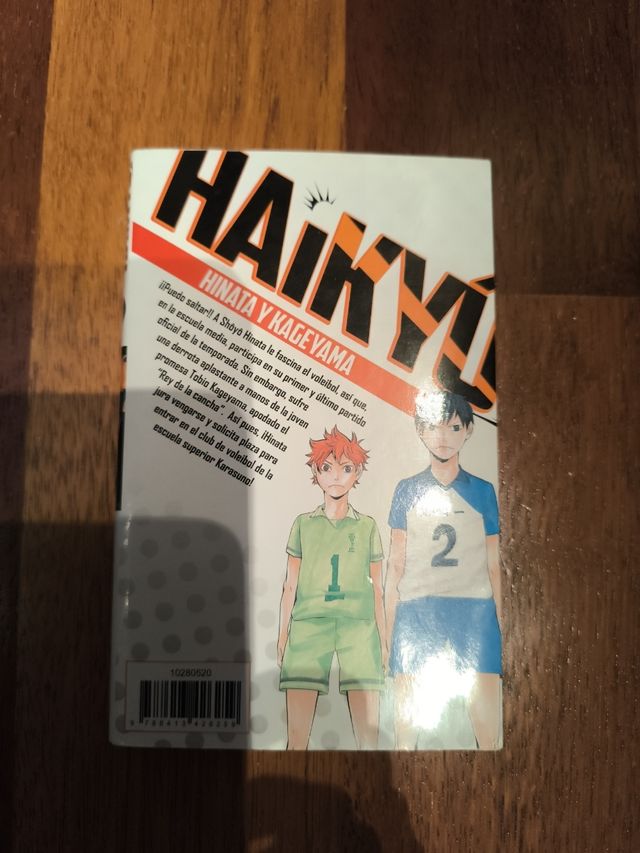 HAiKYÚ
HINATA Y KAGEYAMA
¡¡Puedo saltar!! A Shôyô Hinata le fascina el voleibol, así que,
en la escuela media, participa en su primer y último partido
oficial de la temporada. Sin embargo, sufre
una derrota aplastante a manos de la joven
promesa Tobio Kageyama, apodado el
"Rey de la cancha". Así pues, ¡Hinata
jura vengarse y solicita plaza para
entrar en el club de voleibol de la
escuela superior Karasuno!
1
2
10280520